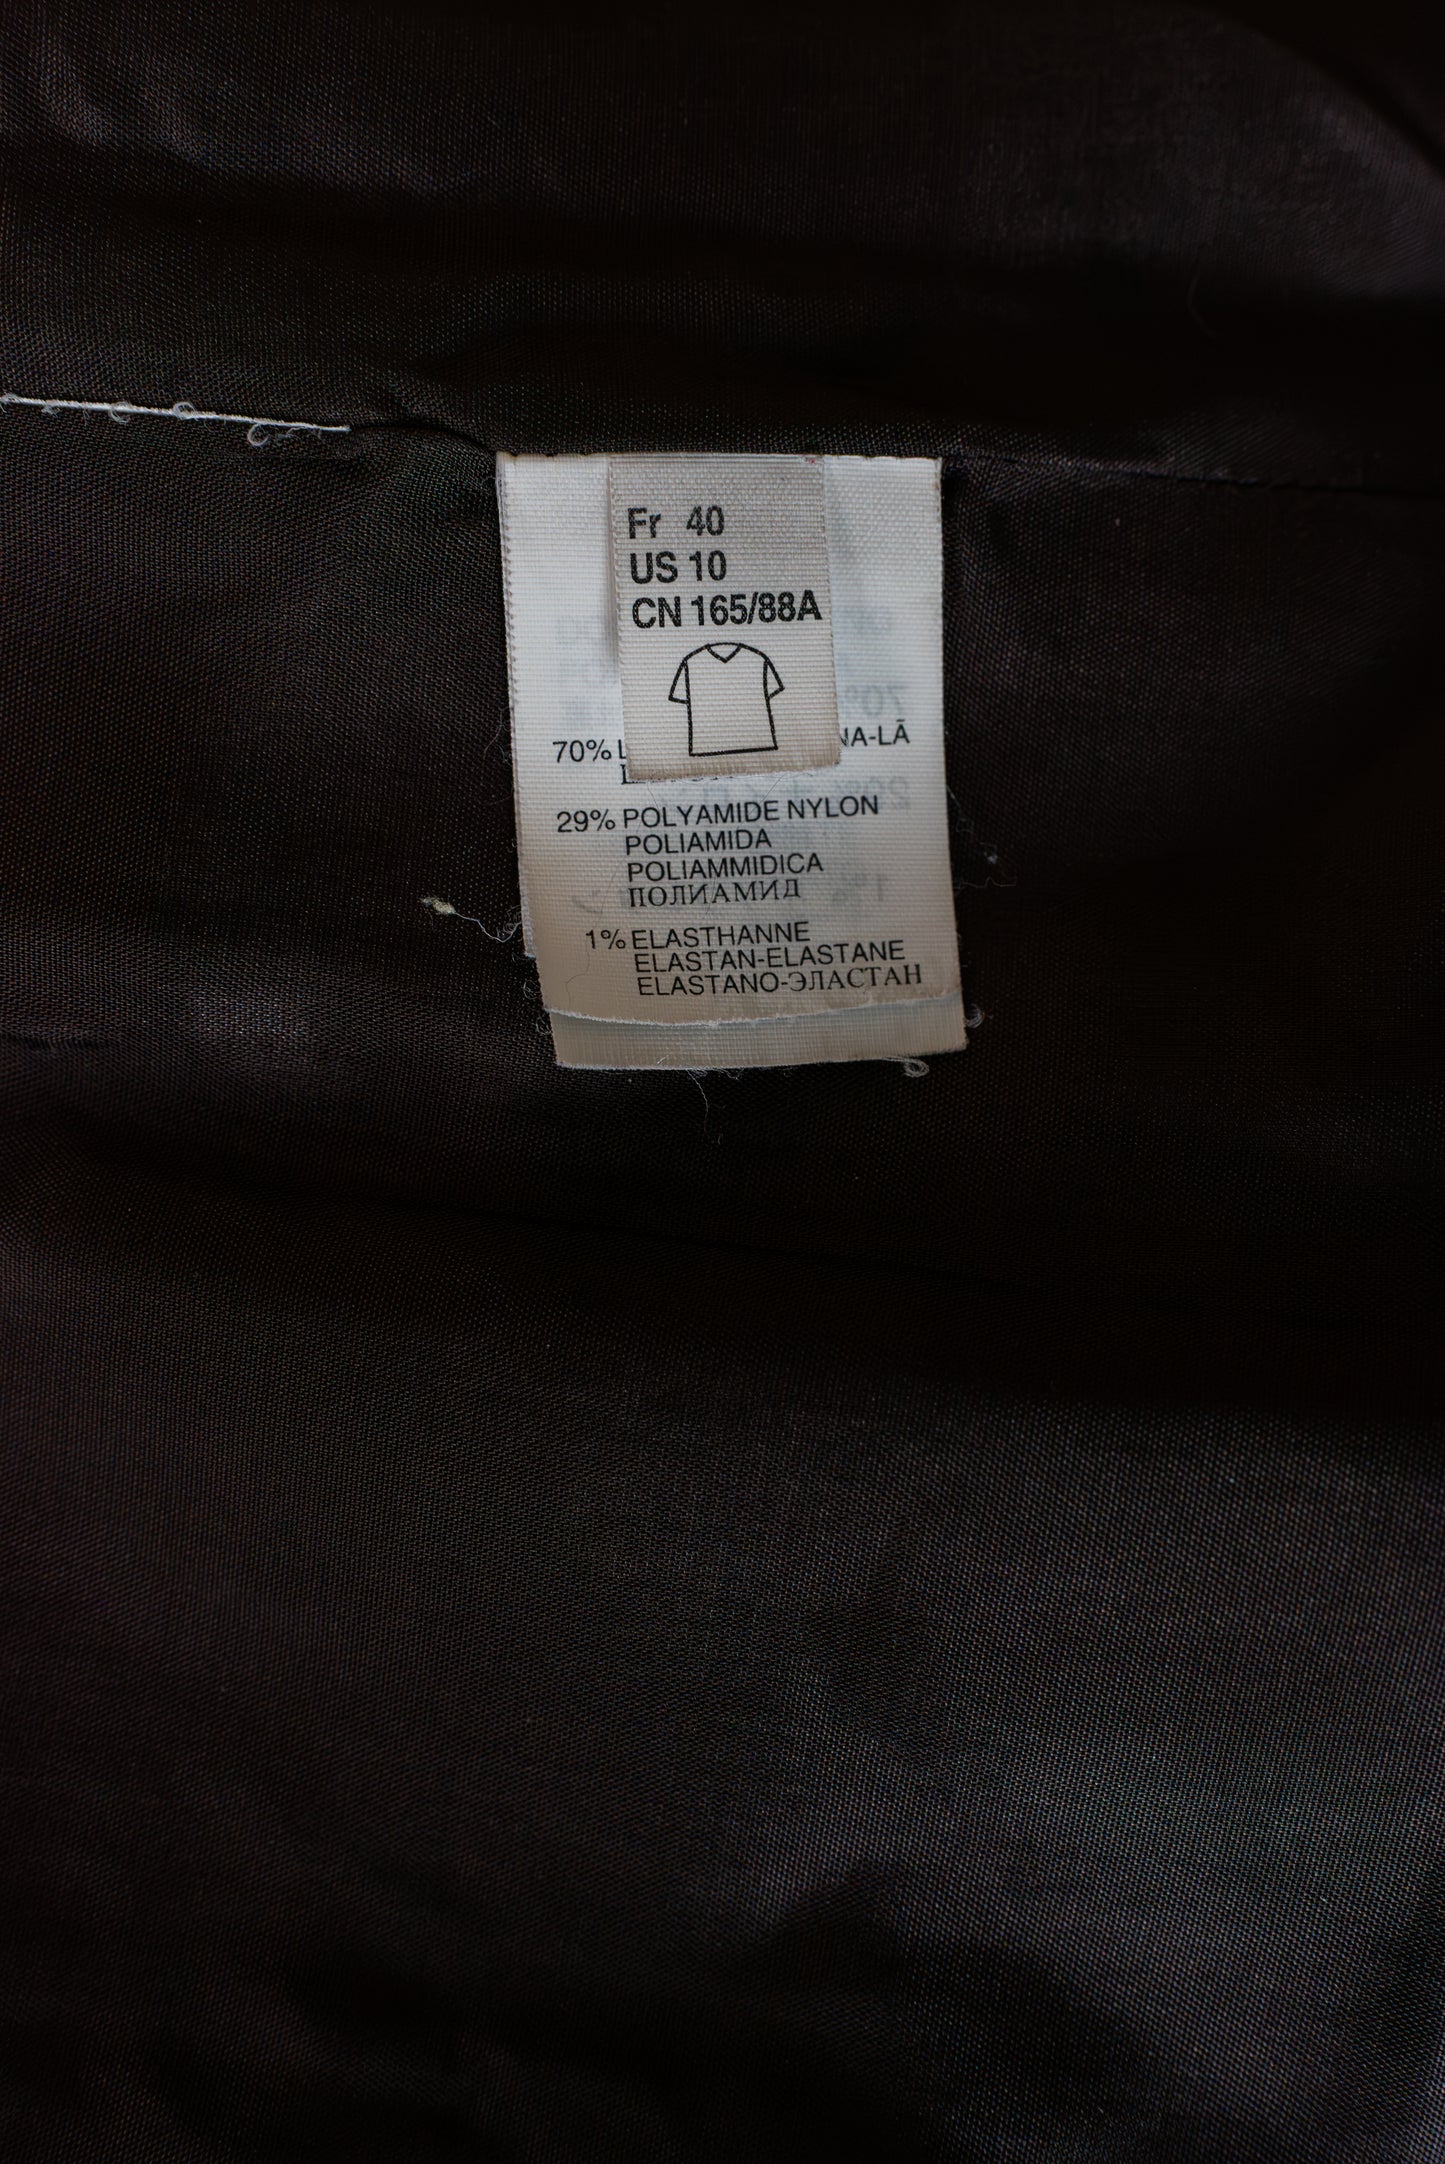 Fr 40
US 10
CN 165/88A
70%
NA-LÃ
29% POLYAMIDE NYLON
POLIAMIDA
POLIAMMIDICA
ПОЛИАМИД
1% ELASTHANNE
ELASTAN-ELASTANE
ELASTANO-ЭЛАСТАН